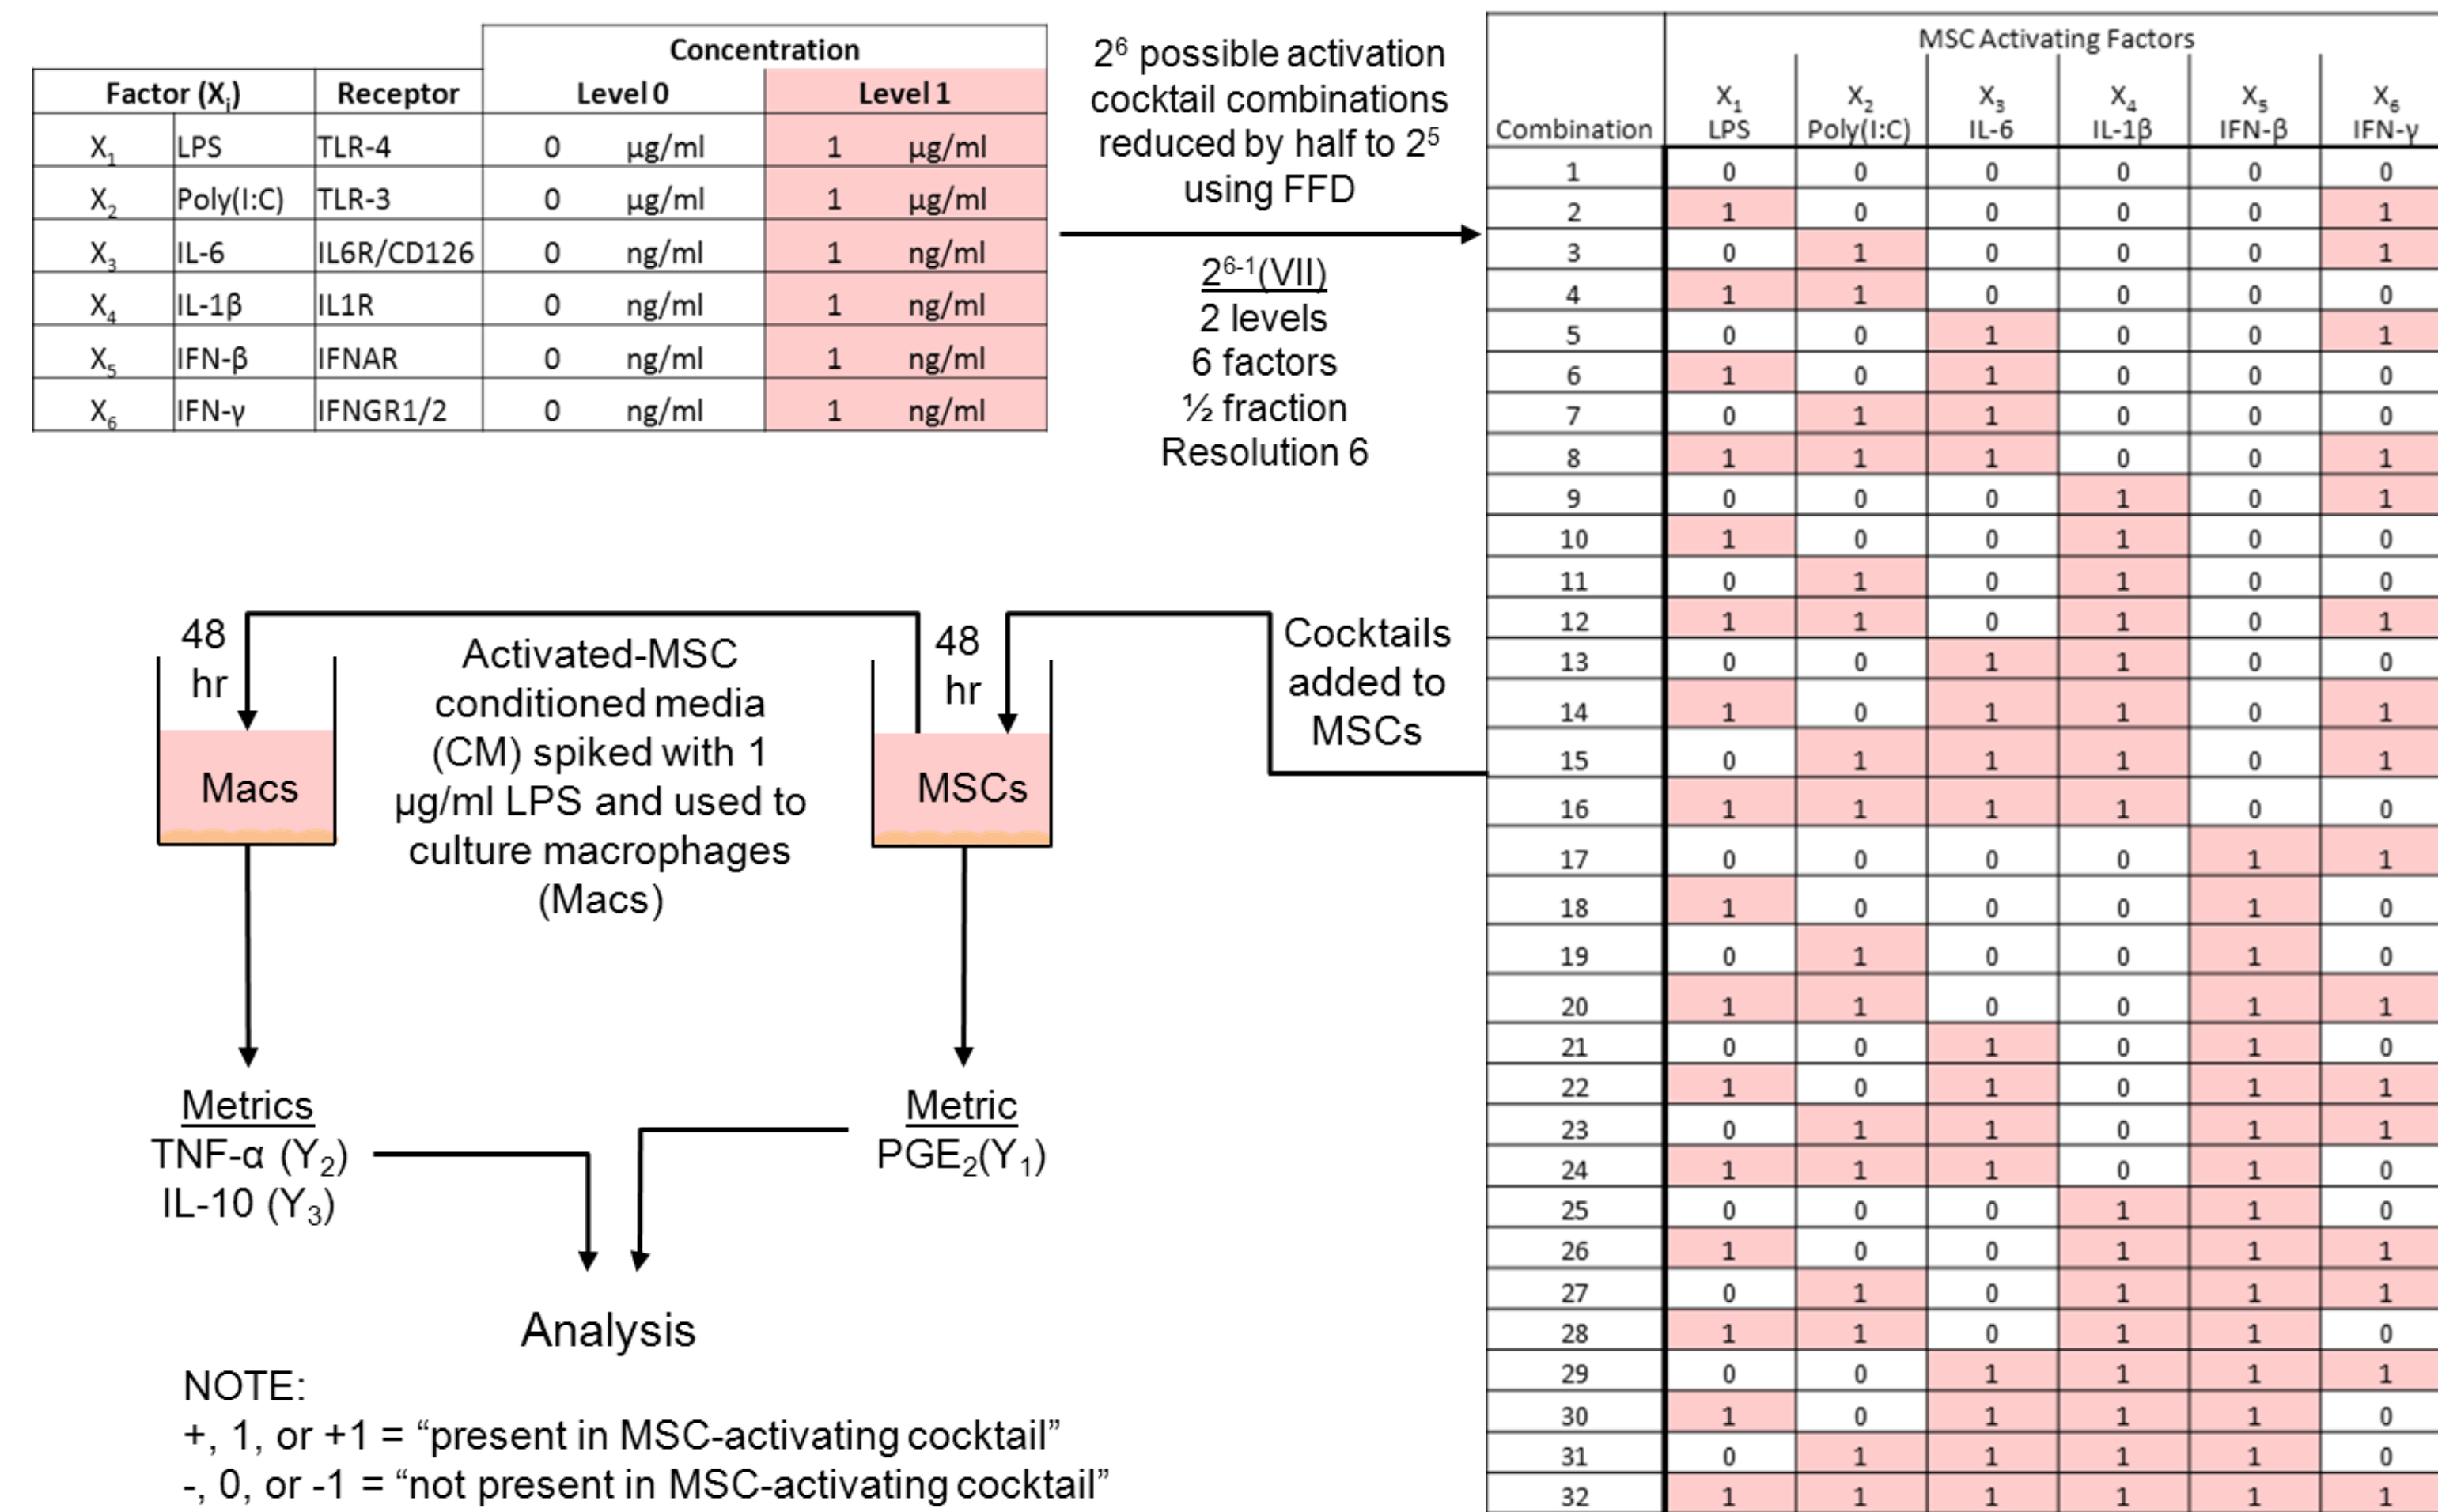 Concentration
Factor (Xi) Receptor Level 0 Level 1
X1 LPS TLR-4 0 µg/ml 1 µg/ml
X2 Poly(I:C) TLR-3 0 µg/ml 1 µg/ml
X3 IL-6 IL6R/CD126 0 ng/ml 1 ng/ml
X4 IL-1β IL1R 0 ng/ml 1 ng/ml
X5 IFN-β IFNAR 0 ng/ml 1 ng/ml
X6 IFN-γ IFNGR1/2 0 ng/ml 1 ng/ml
2⁶ possible activation
cocktail combinations
reduced by half to 2⁵
using FFD
2⁶⁻¹(VII)
2 levels
6 factors
½ fraction
Resolution 6
MSC Activating Factors
X1 X2 X3 X4 X5 X6
Combination LPS Poly(I:C) IL-6 IL-1β IFN-β IFN-γ
1 0 0 0 0 0 0
2 1 0 0 0 0 1
3 0 1 0 0 0 1
4 1 1 0 0 0 0
5 0 0 1 0 0 1
6 1 0 1 0 0 0
7 0 1 1 0 0 0
8 1 1 1 0 0 1
9 0 0 0 1 0 1
10 1 0 0 1 0 0
11 0 1 0 1 0 0
12 1 1 0 1 0 1
13 0 0 1 1 0 0
14 1 0 1 1 0 1
15 0 1 1 1 0 1
16 1 1 1 1 0 0
17 0 0 0 0 1 1
18 1 0 0 0 1 0
19 0 1 0 0 1 0
20 1 1 0 0 1 1
21 0 0 1 0 1 0
22 1 0 1 0 1 1
23 0 1 1 0 1 1
24 1 1 1 0 1 0
25 0 0 0 1 1 0
26 1 0 0 1 1 1
27 0 1 0 1 1 1
28 1 1 0 1 1 0
29 0 0 1 1 1 1
30 1 0 1 1 1 0
31 0 1 1 1 1 0
32 1 1 1 1 1 1
Cocktails
added to
MSCs
48
hr
MSCs
Activated-MSC
conditioned media
(CM) spiked with 1
µg/ml LPS and used to
culture macrophages
(Macs)
48
hr
Macs
Metrics
TNF-α (Y2)
IL-10 (Y3)
Metric
PGE2(Y1)
Analysis
NOTE:
+, 1, or +1 = “present in MSC-activating cocktail”
-, 0, or -1 = “not present in MSC-activating cocktail”